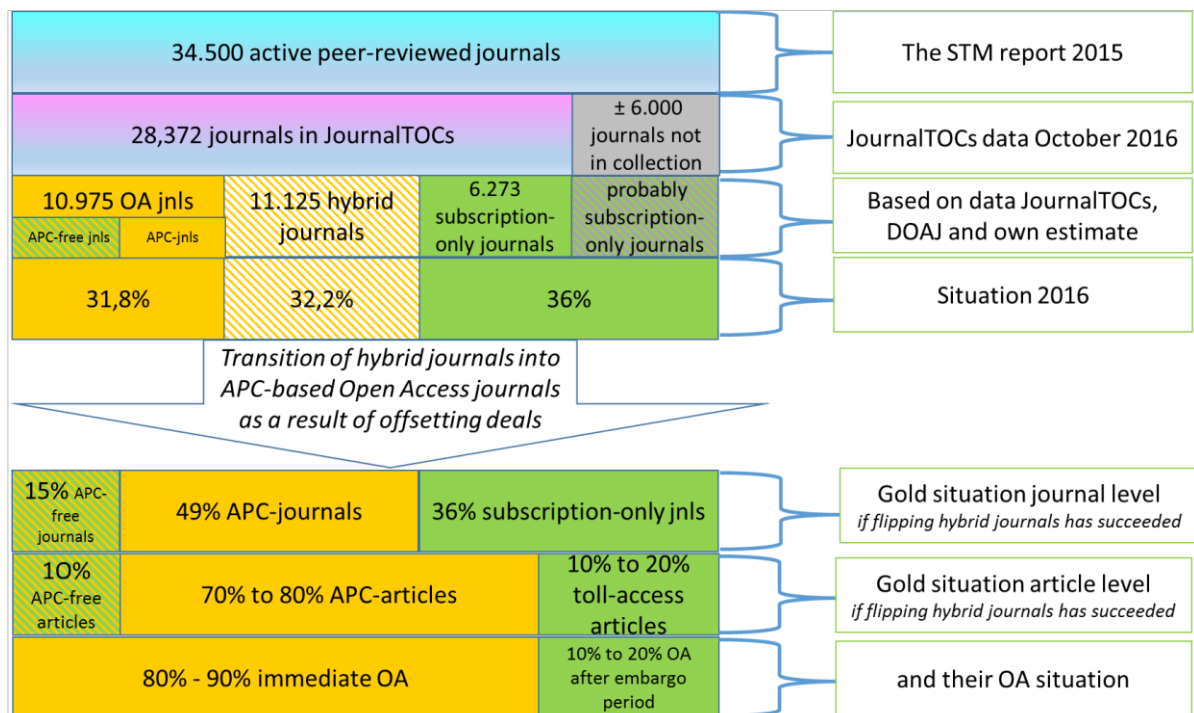 34.500 active peer-reviewed journals
The STM report 2015
28,372 journals in JournalTOCs
± 6.000
journals not
in collection
JournalTOCs data October 2016
10.975 OA jnls
APC-free jnls
APC-jnls
11.125 hybrid
journals
6.273
subscription-
only journals
probably
subscription-
only journals
Based on data JournalTOCs,
DOAJ and own estimate
31,8%
32,2%
36%
Situation 2016
Transition of hybrid journals into
APC-based Open Access journals
as a result of offsetting deals
15% APC-
free
journals
49% APC-journals
36% subscription-only jnls
Gold situation journal level
if flipping hybrid journals has succeeded
1O%
APC-free
articles
70% to 80% APC-articles
10% to 20%
toll-access
articles
Gold situation article level
if flipping hybrid journals has succeeded
80% - 90% immediate OA
10% to 20% OA
after embargo
period
and their OA situation